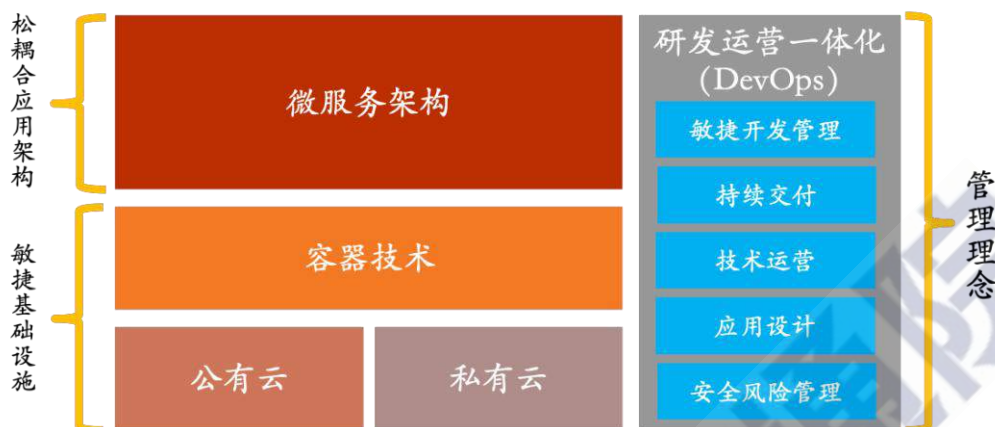 松耦合应用架构
微服务架构
敏捷基础设施
容器技术
公有云
私有云
研发运营一体化
(DevOps)
敏捷开发管理
持续交付
技术运营
应用设计
安全风险管理
管理理念